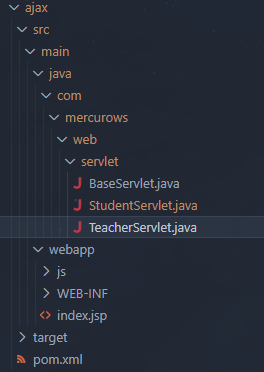 ajax
src
main
java
com
mercurows
web
servlet
BaseServlet.java
StudentServlet.java
TeacherServlet.java
webapp
js
WEB-INF
index.jsp
target
pom.xml